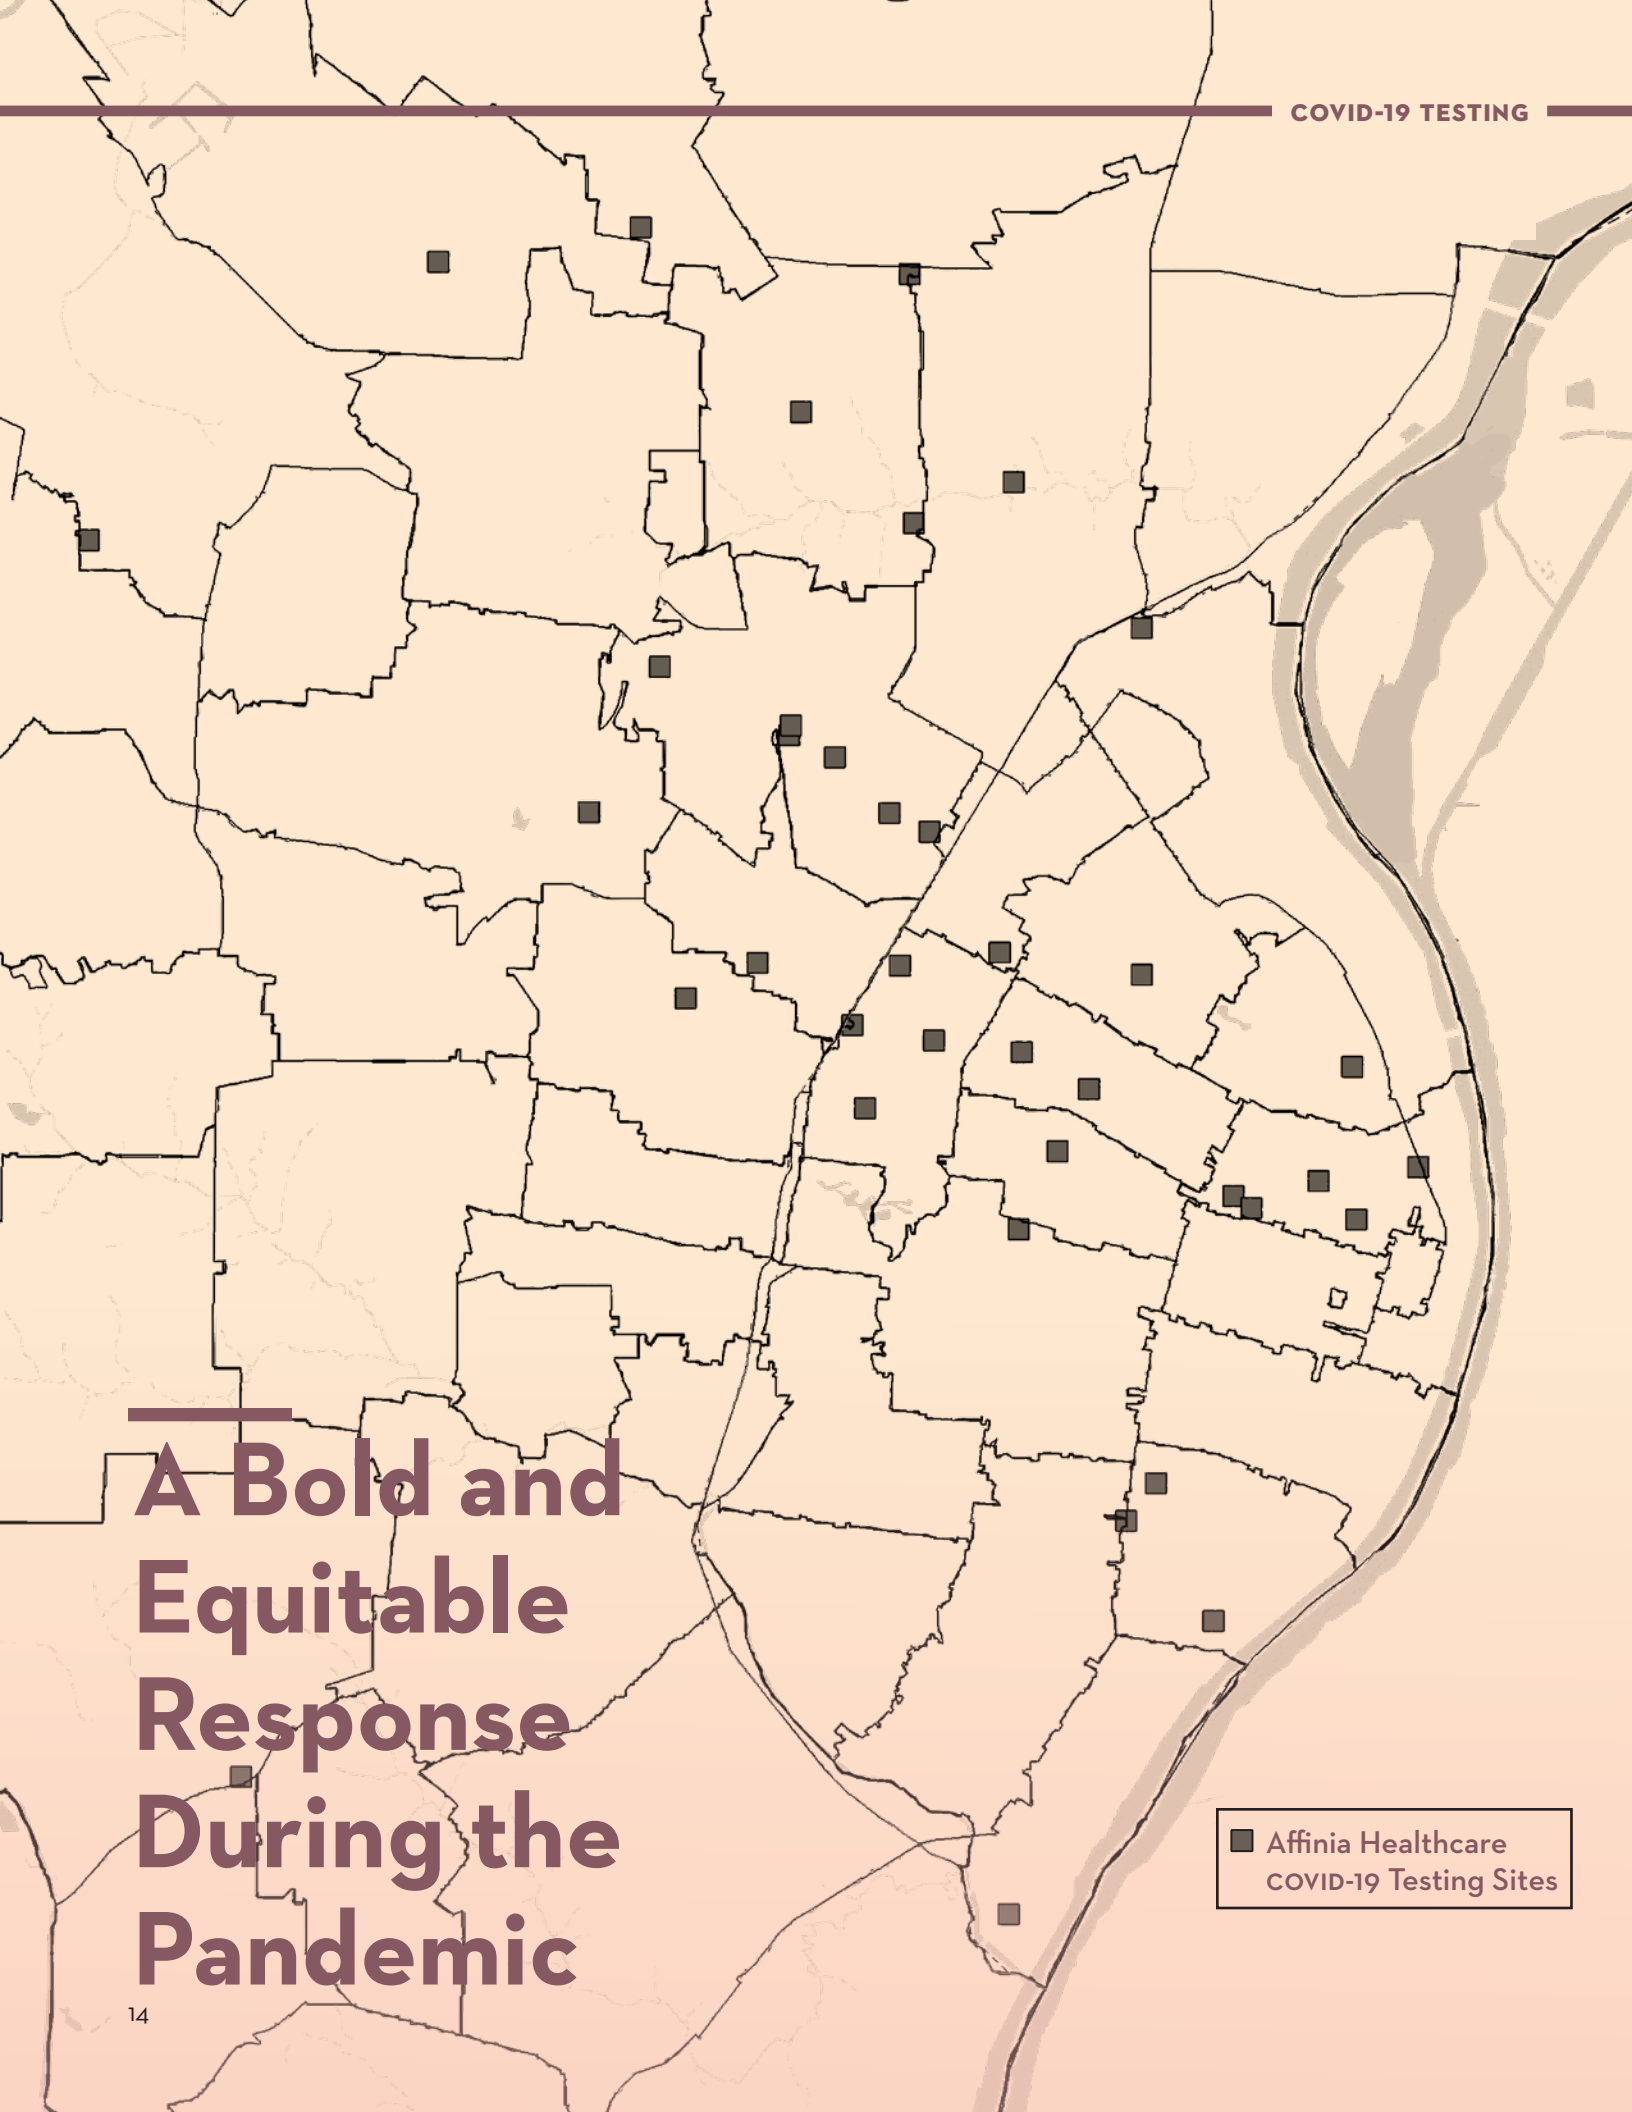 COVID-19 TESTING
A Bold and
Equitable
Response
During the
Pandemic
Affinia Healthcare
COVID-19 Testing Sites
14